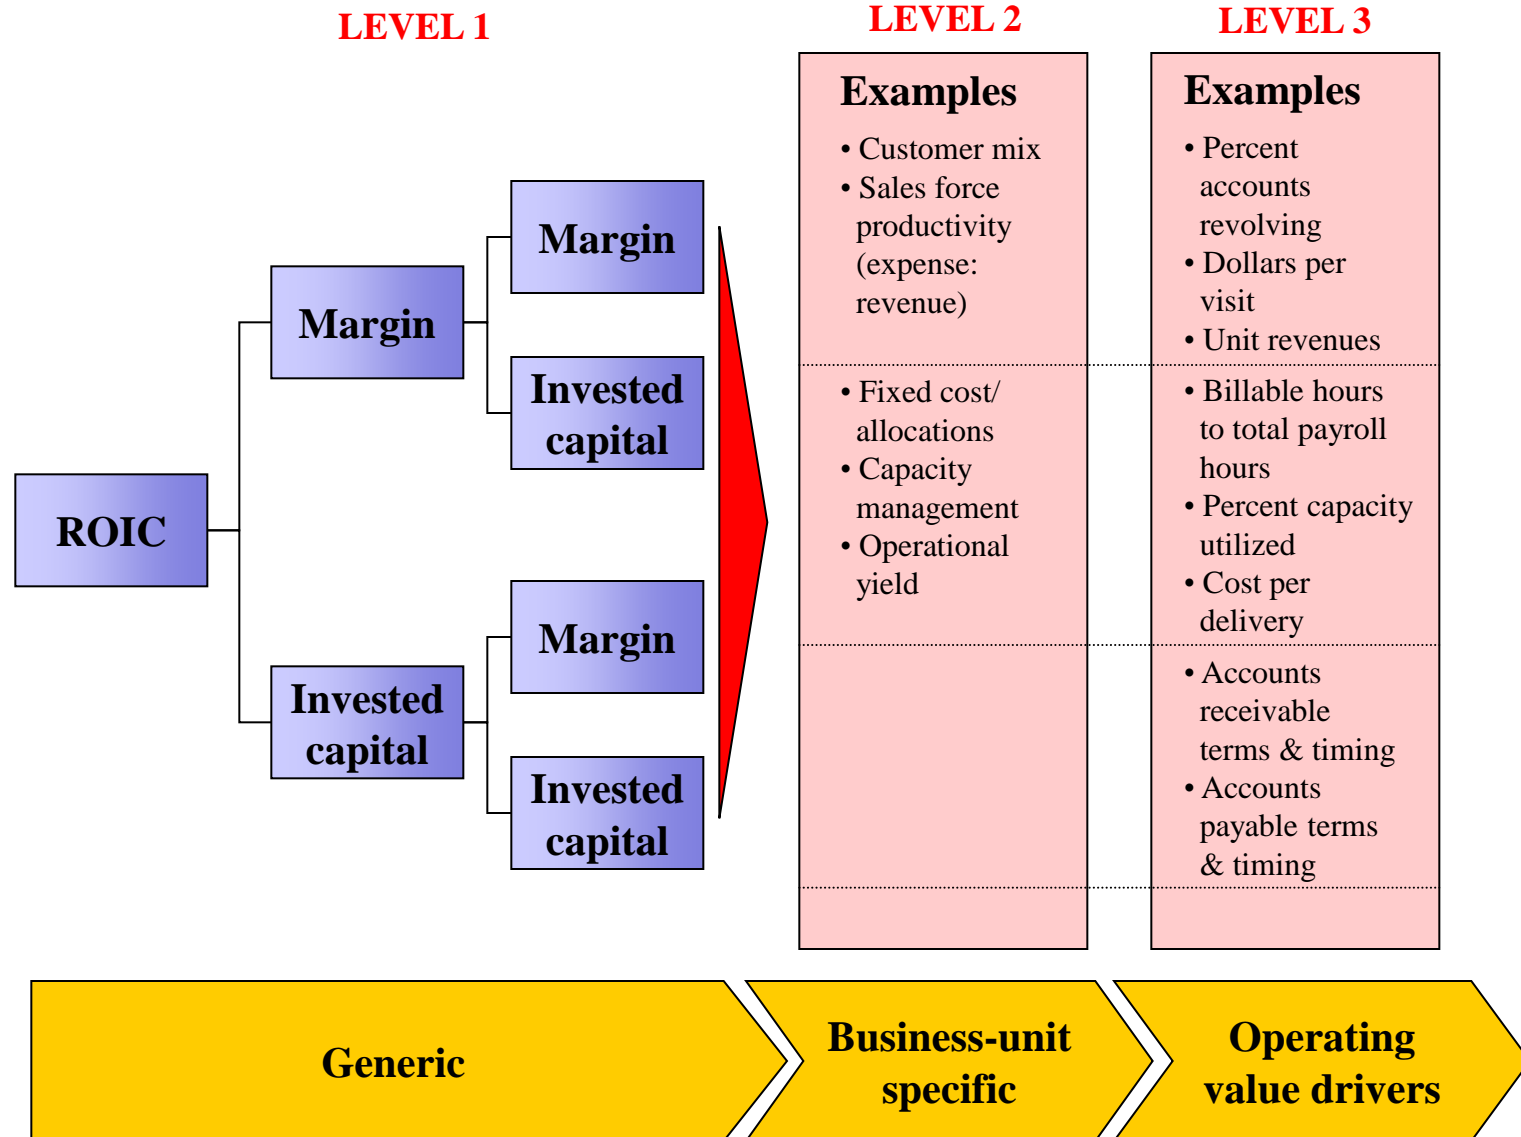 LEVEL 1
LEVEL 2
LEVEL 3
ROIC
Margin
Invested
capital
Margin
Invested
capital
Margin
Invested
capital
Examples
• Customer mix
• Sales force
productivity
(expense:
revenue)
• Fixed cost/
allocations
• Capacity
management
• Operational
yield
Examples
• Percent
accounts
revolving
• Dollars per
visit
• Unit revenues
• Billable hours
to total payroll
hours
• Percent capacity
utilized
• Cost per
delivery
• Accounts
receivable
terms & timing
• Accounts
payable terms
& timing
Generic
Business-unit
specific
Operating
value drivers